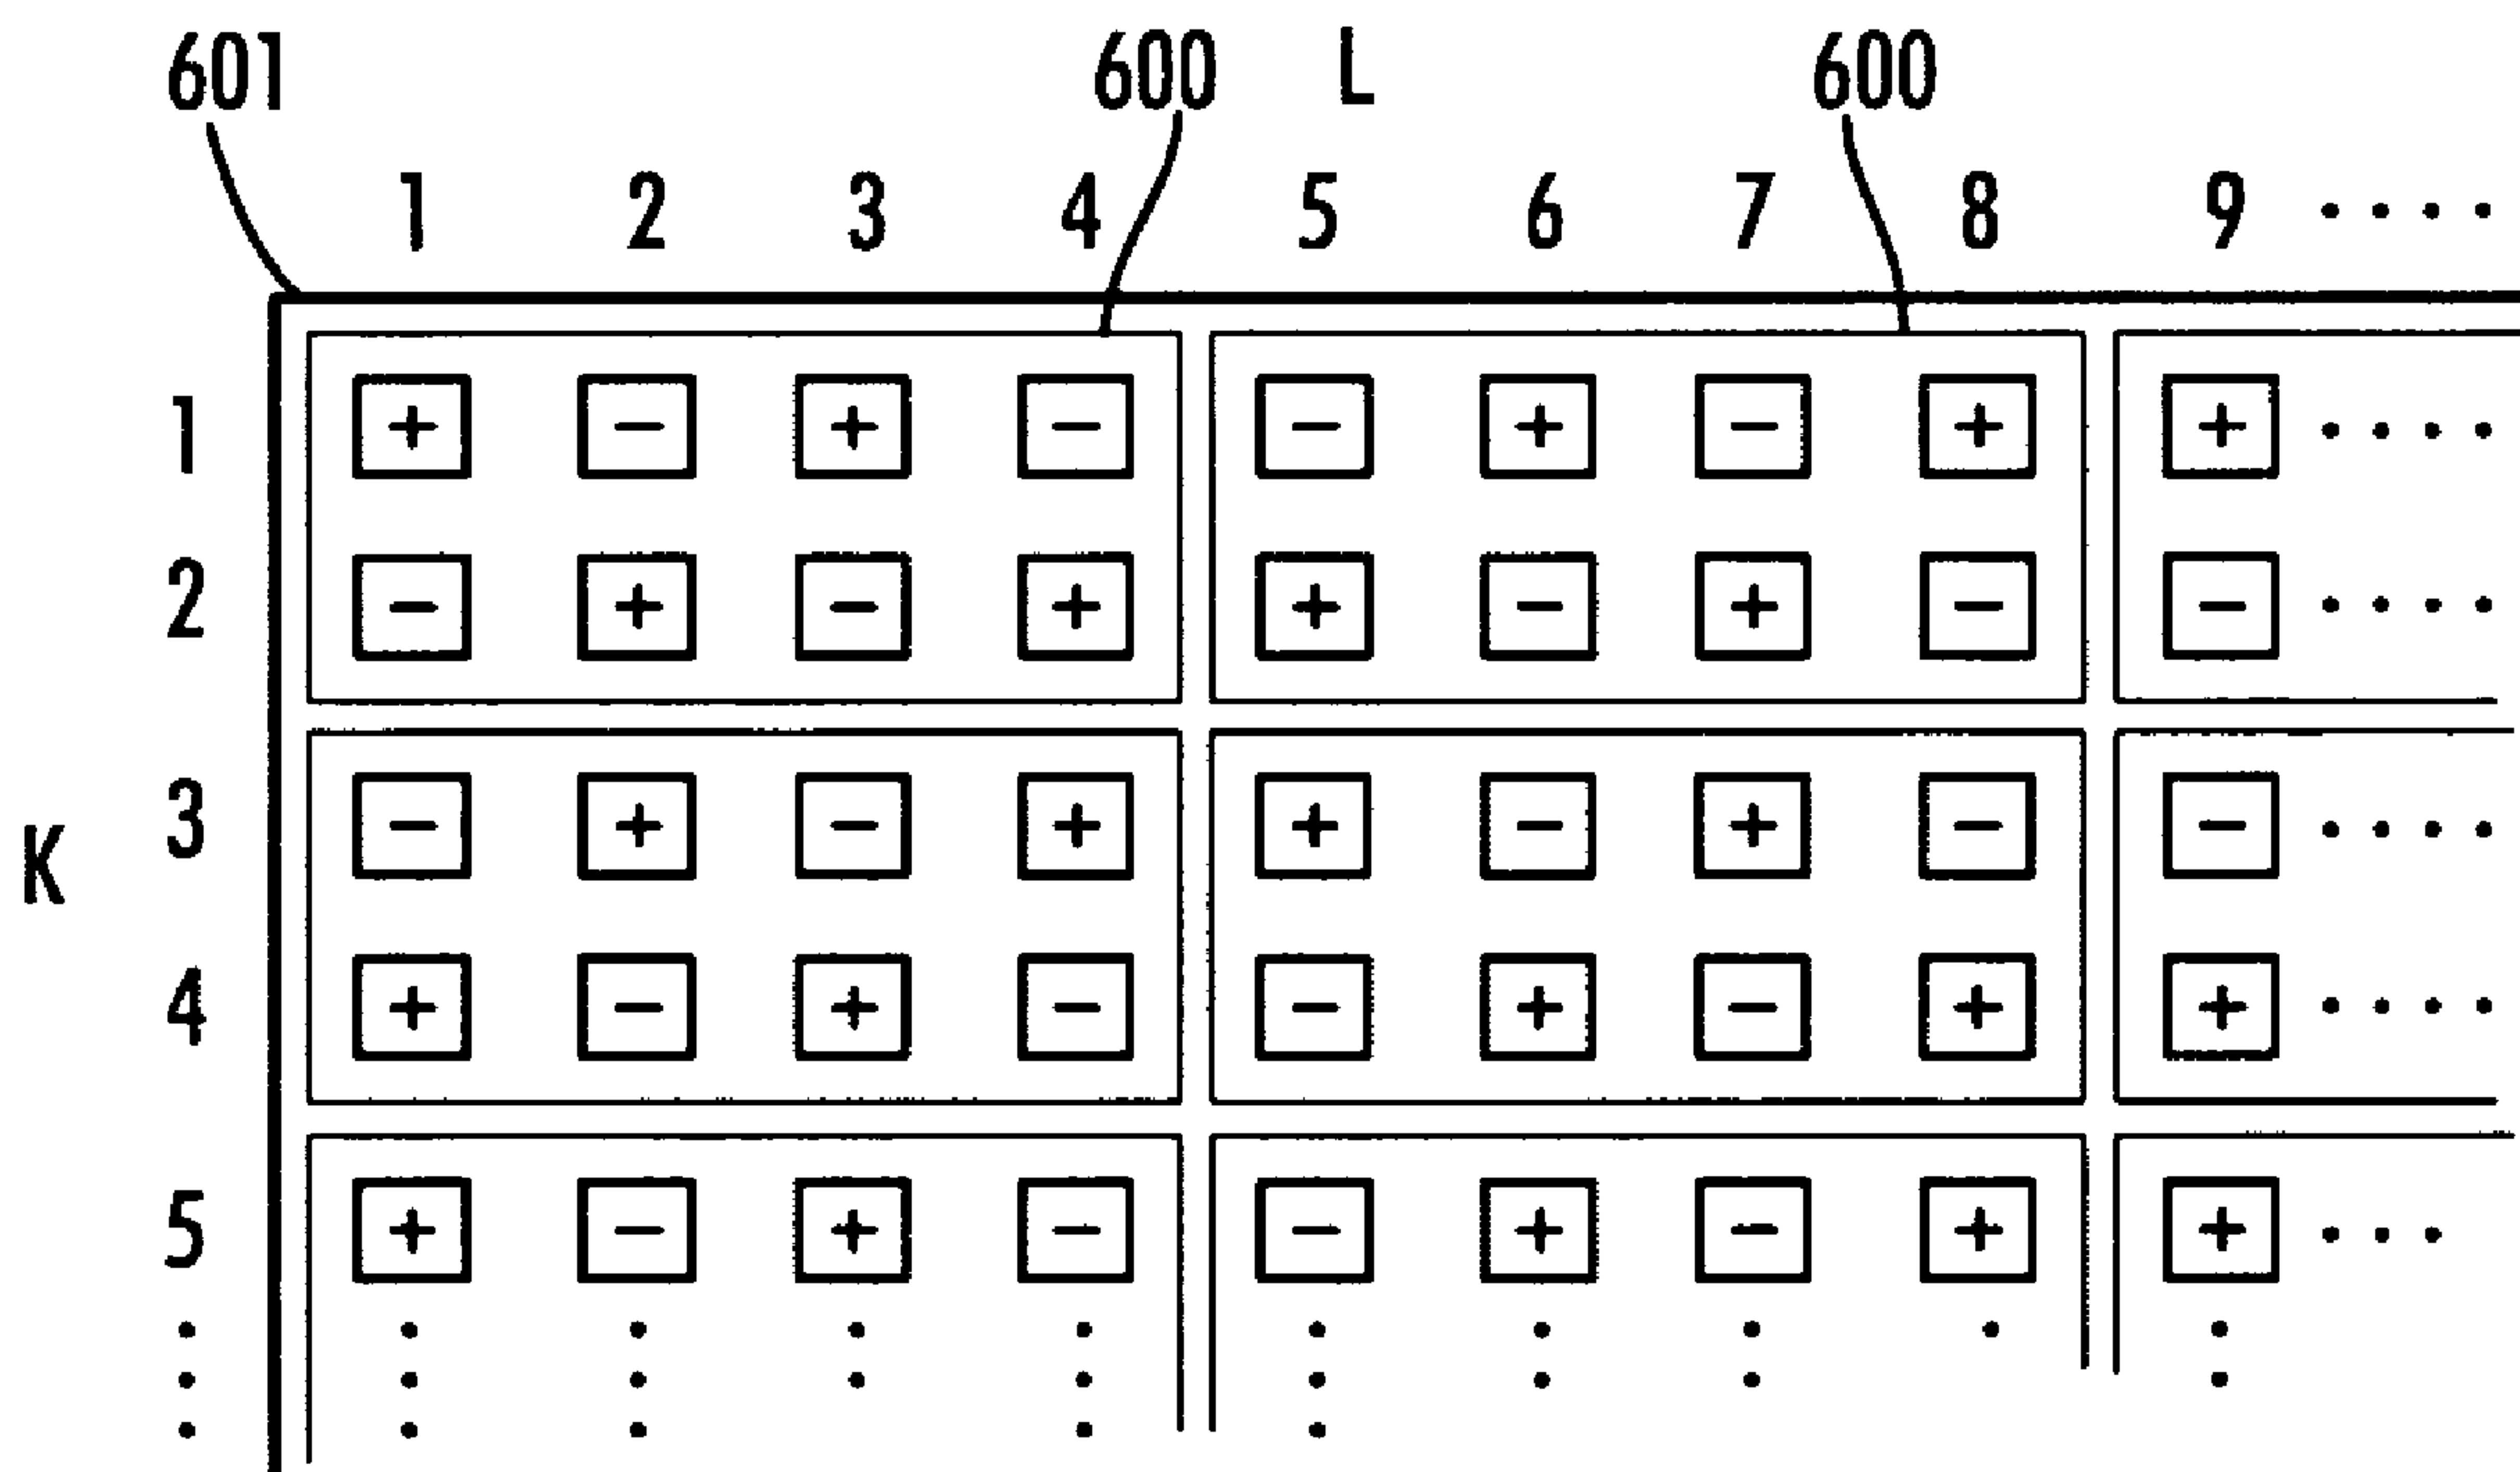 601 600 L 600
1 2 3 4 5 6 7 8 9 ....
1 + − + − − + − + + ....
2 − + − + + − + − − ....
3 − + − + + − + − − ....
K
4 + − + − − + − + + ....
5 + − + − − + − + + ...